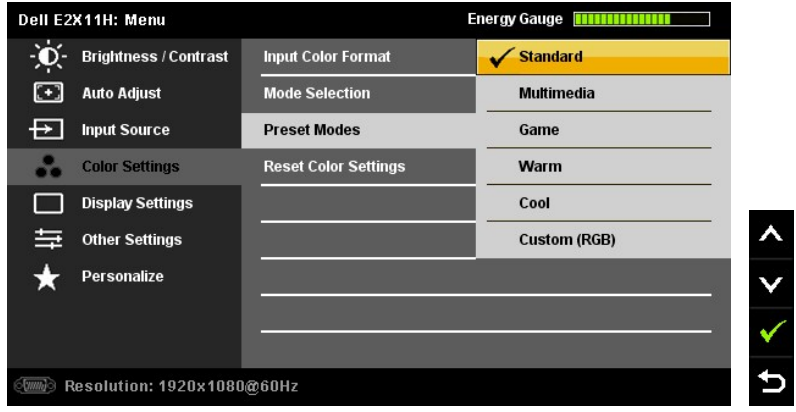 Dell E2X11H: Menu Energy Gauge
Brightness / Contrast Input Color Format Standard
Auto Adjust Mode Selection Multimedia
Input Source Preset Modes Game
Color Settings Reset Color Settings Warm
Display Settings Cool
Other Settings Custom (RGB)
Personalize
Resolution: 1920x1080@60Hz